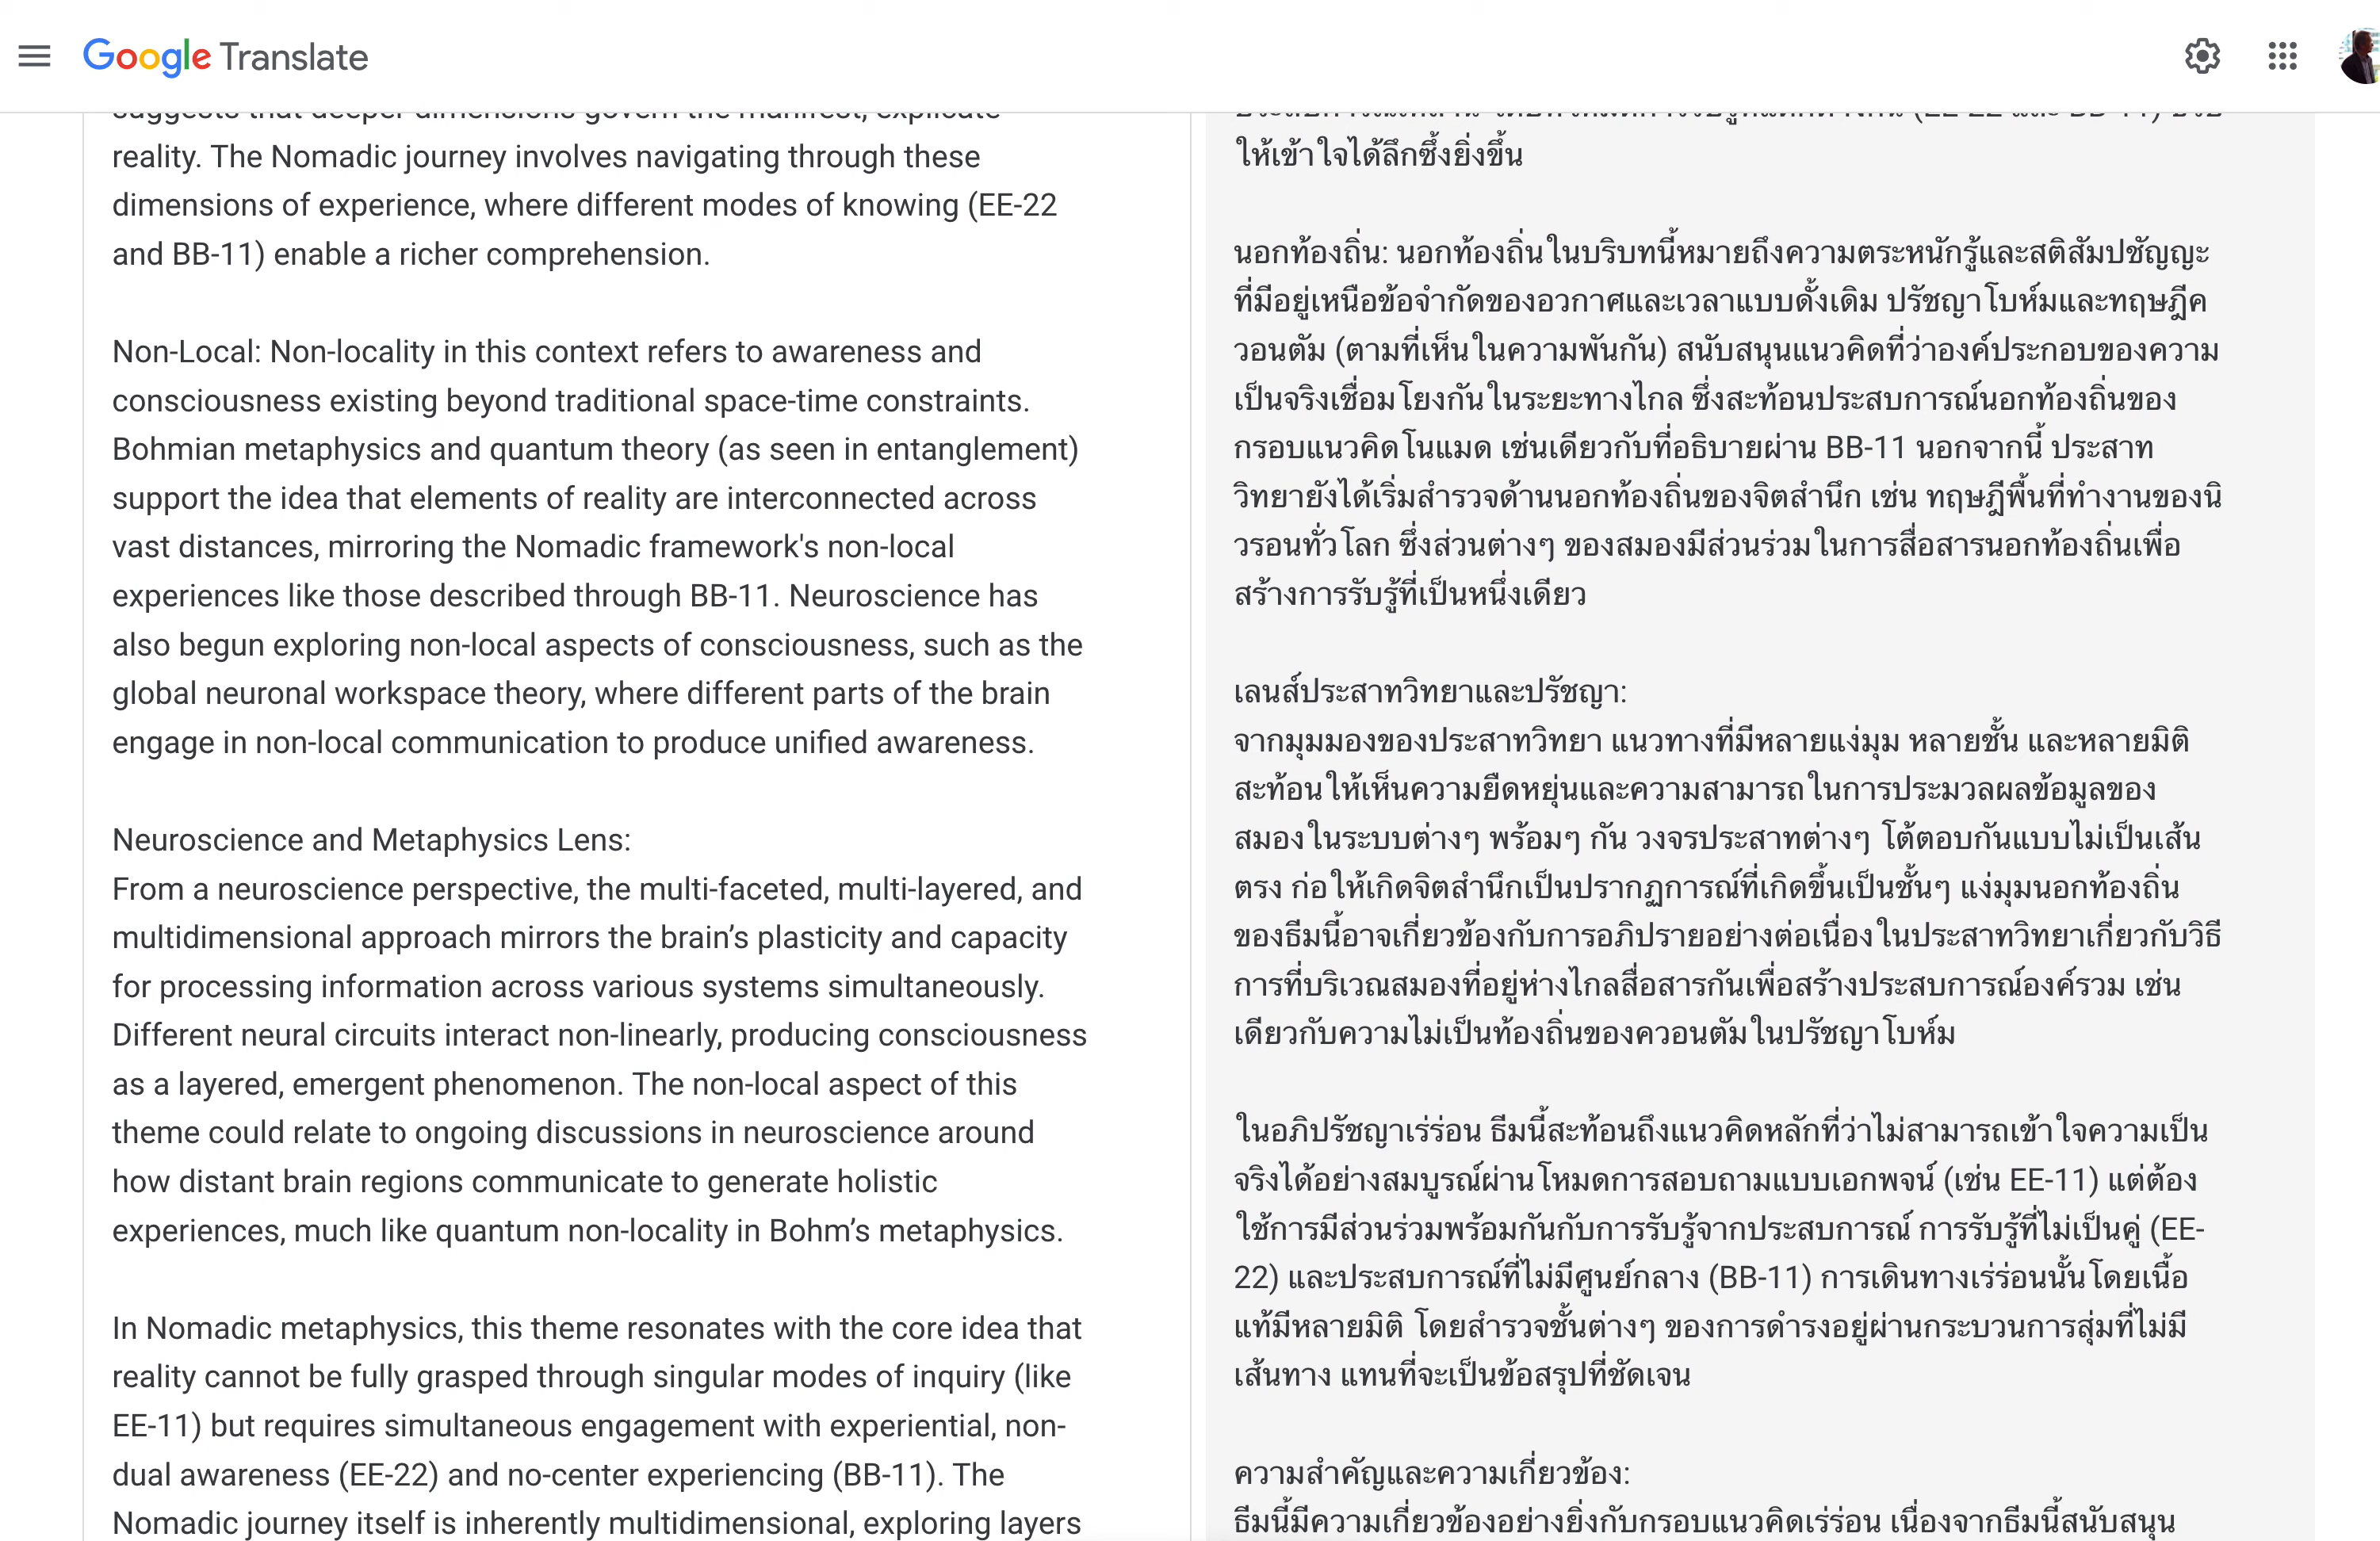 Google Translate
suggests that deeper dimensions govern the manifest, explicate
reality. The Nomadic journey involves navigating through these
dimensions of experience, where different modes of knowing (EE-22
and BB-11) enable a richer comprehension.
Non-Local: Non-locality in this context refers to awareness and
consciousness existing beyond traditional space-time constraints.
Bohmian metaphysics and quantum theory (as seen in entanglement)
support the idea that elements of reality are interconnected across
vast distances, mirroring the Nomadic framework's non-local
experiences like those described through BB-11. Neuroscience has
also begun exploring non-local aspects of consciousness, such as the
global neuronal workspace theory, where different parts of the brain
engage in non-local communication to produce unified awareness.
Neuroscience and Metaphysics Lens:
From a neuroscience perspective, the multi-faceted, multi-layered, and
multidimensional approach mirrors the brain’s plasticity and capacity
for processing information across various systems simultaneously.
Different neural circuits interact non-linearly, producing consciousness
as a layered, emergent phenomenon. The non-local aspect of this
theme could relate to ongoing discussions in neuroscience around
how distant brain regions communicate to generate holistic
experiences, much like quantum non-locality in Bohm’s metaphysics.
In Nomadic metaphysics, this theme resonates with the core idea that
reality cannot be fully grasped through singular modes of inquiry (like
EE-11) but requires simultaneous engagement with experiential, non-
dual awareness (EE-22) and no-center experiencing (BB-11). The
Nomadic journey itself is inherently multidimensional, exploring layers
ให้เข้าใจได้ลึกซึ้งยิ่งขึ้น
นอกท้องถิ่น: นอกท้องถิ่นในบริบทนี้หมายถึงความตระหนักรู้และสติสัมปชัญญะ
ที่มีอยู่เหนือข้อจำกัดของอวกาศและเวลาแบบดั้งเดิม ปรัชญาโบห์มและทฤษฎีค
วอนตัม (ตามที่เห็นในความพันกัน) สนับสนุนแนวคิดที่ว่าองค์ประกอบของความ
เป็นจริงเชื่อมโยงกันในระยะทางไกล ซึ่งสะท้อนประสบการณ์นอกท้องถิ่นของ
กรอบแนวคิดโนแมด เช่นเดียวกับที่อธิบายผ่าน BB-11 นอกจากนี้ ประสาท
วิทยายังได้เริ่มสำรวจด้านนอกท้องถิ่นของจิตสำนึก เช่น ทฤษฎีพื้นที่ทำงานของนิ
วรอนทั่วโลก ซึ่งส่วนต่างๆ ของสมองมีส่วนร่วมในการสื่อสารนอกท้องถิ่นเพื่อ
สร้างการรับรู้ที่เป็นหนึ่งเดียว
เลนส์ประสาทวิทยาและปรัชญา:
จากมุมมองของประสาทวิทยา แนวทางที่มีหลายแง่มุม หลายชั้น และหลายมิติ
สะท้อนให้เห็นความยืดหยุ่นและความสามารถในการประมวลผลข้อมูลของ
สมองในระบบต่างๆ พร้อมๆ กัน วงจรประสาทต่างๆ โต้ตอบกันแบบไม่เป็นเส้น
ตรง ก่อให้เกิดจิตสำนึกเป็นปรากฏการณ์ที่เกิดขึ้นเป็นชั้นๆ แง่มุมนอกท้องถิ่น
ของธีมนี้อาจเกี่ยวข้องกับการอภิปรายอย่างต่อเนื่องในประสาทวิทยาเกี่ยวกับวิธี
การที่บริเวณสมองที่อยู่ห่างไกลสื่อสารกันเพื่อสร้างประสบการณ์องค์รวม เช่น
เดียวกับความไม่เป็นท้องถิ่นของควอนตัมในปรัชญาโบห์ม
ในอภิปรัชญาเร่ร่อน ธีมนี้สะท้อนถึงแนวคิดหลักที่ว่าไม่สามารถเข้าใจความเป็น
จริงได้อย่างสมบูรณ์ผ่านโหมดการสอบถามแบบเอกพจน์ (เช่น EE-11) แต่ต้อง
ใช้การมีส่วนร่วมพร้อมกันกับการรับรู้จากประสบการณ์ การรับรู้ที่ไม่เป็นคู่ (EE-
22) และประสบการณ์ที่ไม่มีศูนย์กลาง (BB-11) การเดินทางเร่ร่อนนั้นโดยเนื้อ
แท้มีหลายมิติ โดยสำรวจชั้นต่างๆ ของการดำรงอยู่ผ่านกระบวนการสุ่มที่ไม่มี
เส้นทาง แทนที่จะเป็นข้อสรุปที่ชัดเจน
ความสำคัญและความเกี่ยวข้อง:
ธีมนี้มีความเกี่ยวข้องอย่างยิ่งกับกรอบแนวคิดเร่ร่อน เนื่องจากธีมนี้สนับสนุน